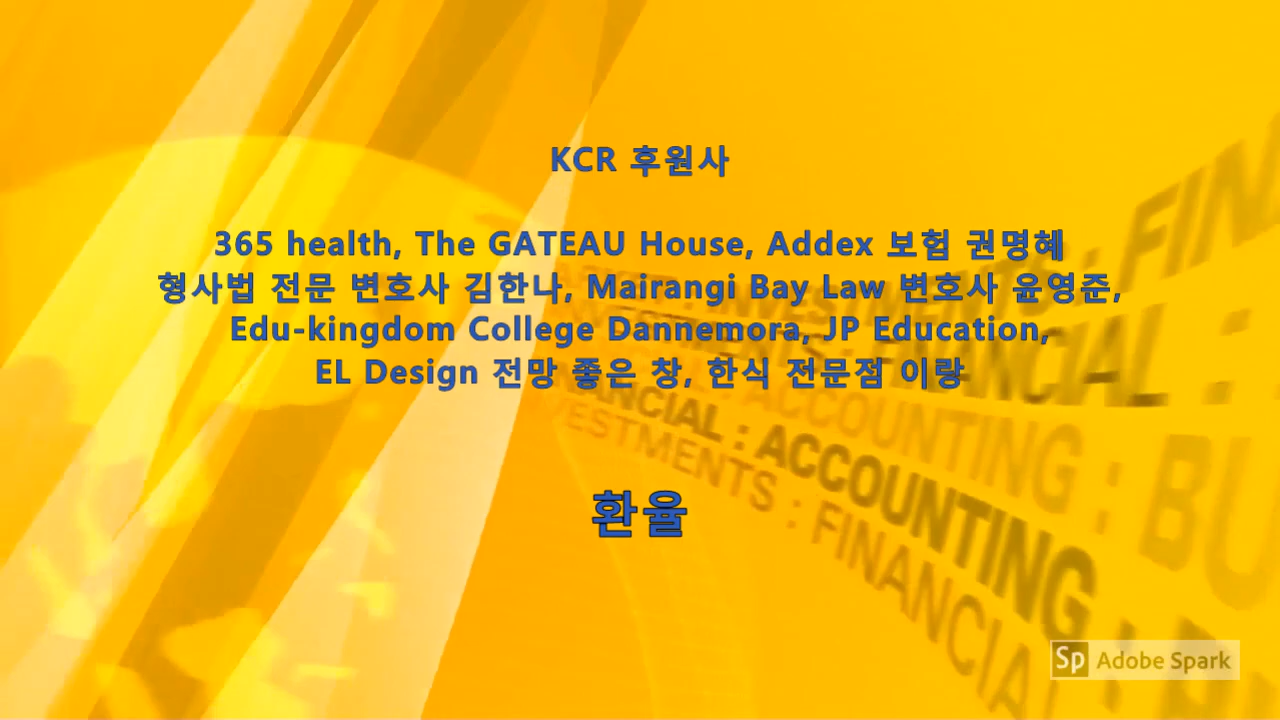 KCR 후원사
365 health, The GATEAU House, Addex 보험 권명혜
형사법 전문 변호사 김한나, Mairangi Bay Law 변호사 윤영준,
Edu-kingdom College Dannemora, JP Education,
EL Design 전망 좋은 창, 한식 전문점 이랑
환율
FINANCIAL :
ACCOUNTING :
FINANCIAL : ACCOUNTING :
INVESTMENTS : FINANCIAL
Sp Adobe Spark